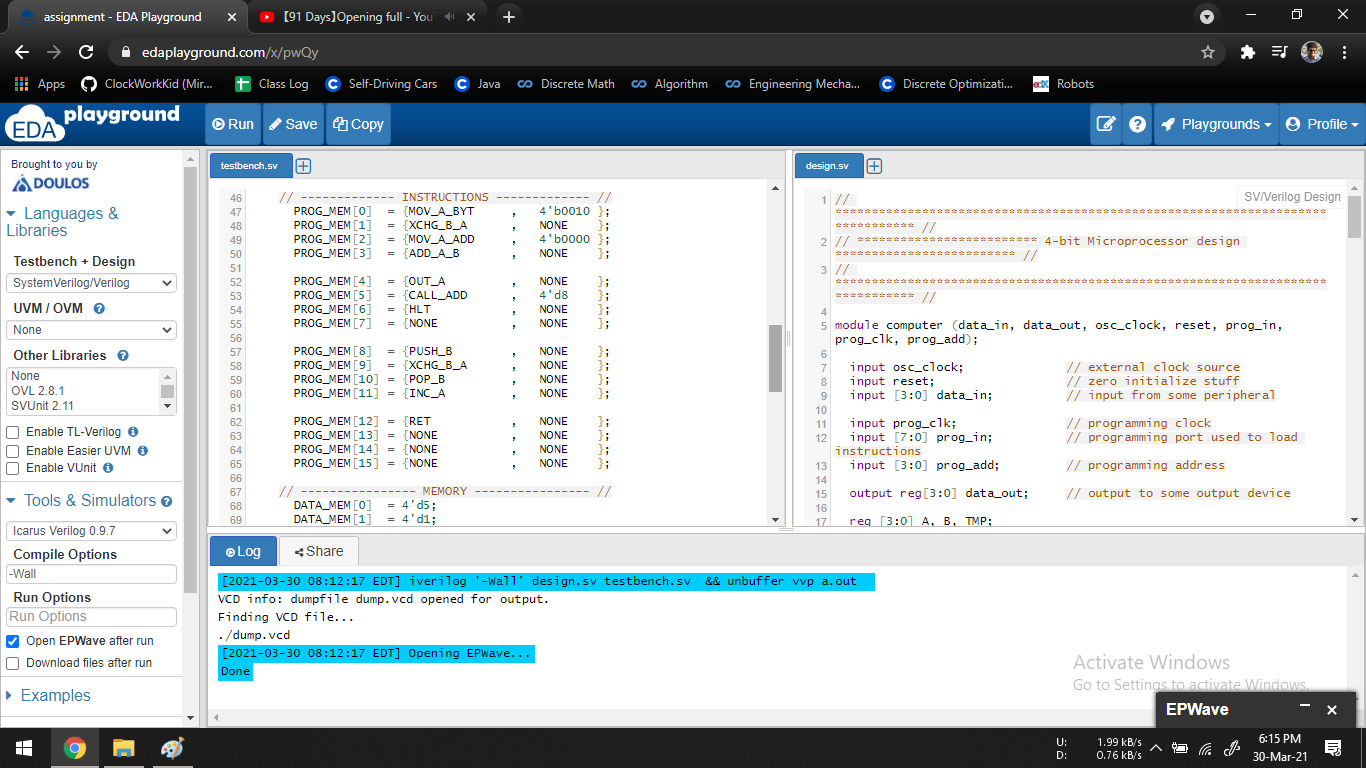 assignment - EDA Playground
【91 Days】Opening full - You
edaplayground.com/x/pwQy
Apps
ClockWorkKid (Mir...
Class Log
Self-Driving Cars
Java
Discrete Math
Algorithm
Engineering Mecha...
Discrete Optimizati...
edX
Robots
EDA playground
Run
Save
Copy
Playgrounds
Profile
Brought to you by
DOULOS
Languages &
Libraries
Testbench + Design
SystemVerilog/Verilog
UVM / OVM
None
Other Libraries
None
OVL 2.8.1
SVUnit 2.11
Enable TL-Verilog
Enable Easier UVM
Enable VUnit
Tools & Simulators
Icarus Verilog 0.9.7
Compile Options
-Wall
Run Options
Run Options
Open EPWave after run
Download files after run
Examples
testbench.sv
46 // ------------- INSTRUCTIONS ------------- //
47 PROG_MEM[0] = {MOV_A_BYT , 4'b0010 };
48 PROG_MEM[1] = {XCHG_B_A , NONE };
49 PROG_MEM[2] = {MOV_A_ADD , 4'b0000 };
50 PROG_MEM[3] = {ADD_A_B , NONE };
51
52 PROG_MEM[4] = {OUT_A , NONE };
53 PROG_MEM[5] = {CALL_ADD , 4'd8 };
54 PROG_MEM[6] = {HLT , NONE };
55 PROG_MEM[7] = {NONE , NONE };
56
57 PROG_MEM[8] = {PUSH_B , NONE };
58 PROG_MEM[9] = {XCHG_B_A , NONE };
59 PROG_MEM[10] = {POP_B , NONE };
60 PROG_MEM[11] = {INC_A , NONE };
61
62 PROG_MEM[12] = {RET , NONE };
63 PROG_MEM[13] = {NONE , NONE };
64 PROG_MEM[14] = {NONE , NONE };
65 PROG_MEM[15] = {NONE , NONE };
66
67 // ---------------- MEMORY ---------------- //
68 DATA_MEM[0] = 4'd5;
69 DATA_MEM[1] = 4'd1;
design.sv
SV/Verilog Design
1 //
********************************************************************
*********** //
2 // ************************* 4-bit Microprocessor design
************************* //
3 //
********************************************************************
*********** //
4
5 module computer (data_in, data_out, osc_clock, reset, prog_in,
prog_clk, prog_add);
6
7 input osc_clock; // external clock source
8 input reset; // zero initialize stuff
9 input [3:0] data_in; // input from some peripheral
10
11 input prog_clk; // programming clock
12 input [7:0] prog_in; // programming port used to load
instructions
13 input [3:0] prog_add; // programming address
14
15 output reg[3:0] data_out; // output to some output device
16
17 reg [3:0] A, B, TMP;
Log
Share
[2021-03-30 08:12:17 EDT] iverilog '-Wall' design.sv testbench.sv && unbuffer vvp a.out
VCD info: dumpfile dump.vcd opened for output.
Finding VCD file...
./dump.vcd
[2021-03-30 08:12:17 EDT] Opening EPWave...
Done
Activate Windows
Go to Settings to activate Windows.
EPWave
U: 1.99 kB/s
D: 0.76 kB/s
6:15 PM
30-Mar-21